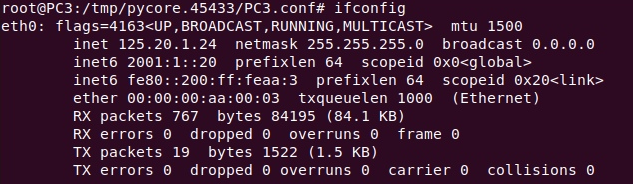 root@PC3:/tmp/pycore.45433/PC3.conf# ifconfig
eth0: flags=4163<UP,BROADCAST,RUNNING,MULTICAST>  mtu 1500
        inet 125.20.1.24  netmask 255.255.255.0  broadcast 0.0.0.0
        inet6 2001:1::20  prefixlen 64  scopeid 0x0<global>
        inet6 fe80::200:ff:feaa:3  prefixlen 64  scopeid 0x20<link>
        ether 00:00:00:aa:00:03  txqueuelen 1000  (Ethernet)
        RX packets 767  bytes 84195 (84.1 KB)
        RX errors 0  dropped 0  overruns 0  frame 0
        TX packets 19  bytes 1522 (1.5 KB)
        TX errors 0  dropped 0 overruns 0  carrier 0  collisions 0